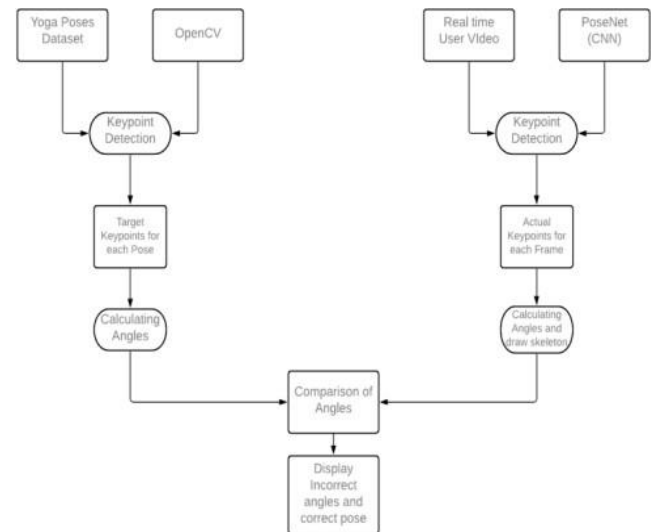 Yoga Poses
Dataset
OpenCV
Real time
User VIdeo
PoseNet
(CNN)
Keypoint
Detection
Keypoint
Detection
Target
Keypoints for
each Pose
Actual
Keypoints for
each Frame
Calculating
Angles
Calculating
Angles and
draw skeleton
Comparison of
Angles
Display
Incorrect
angles and
correct pose